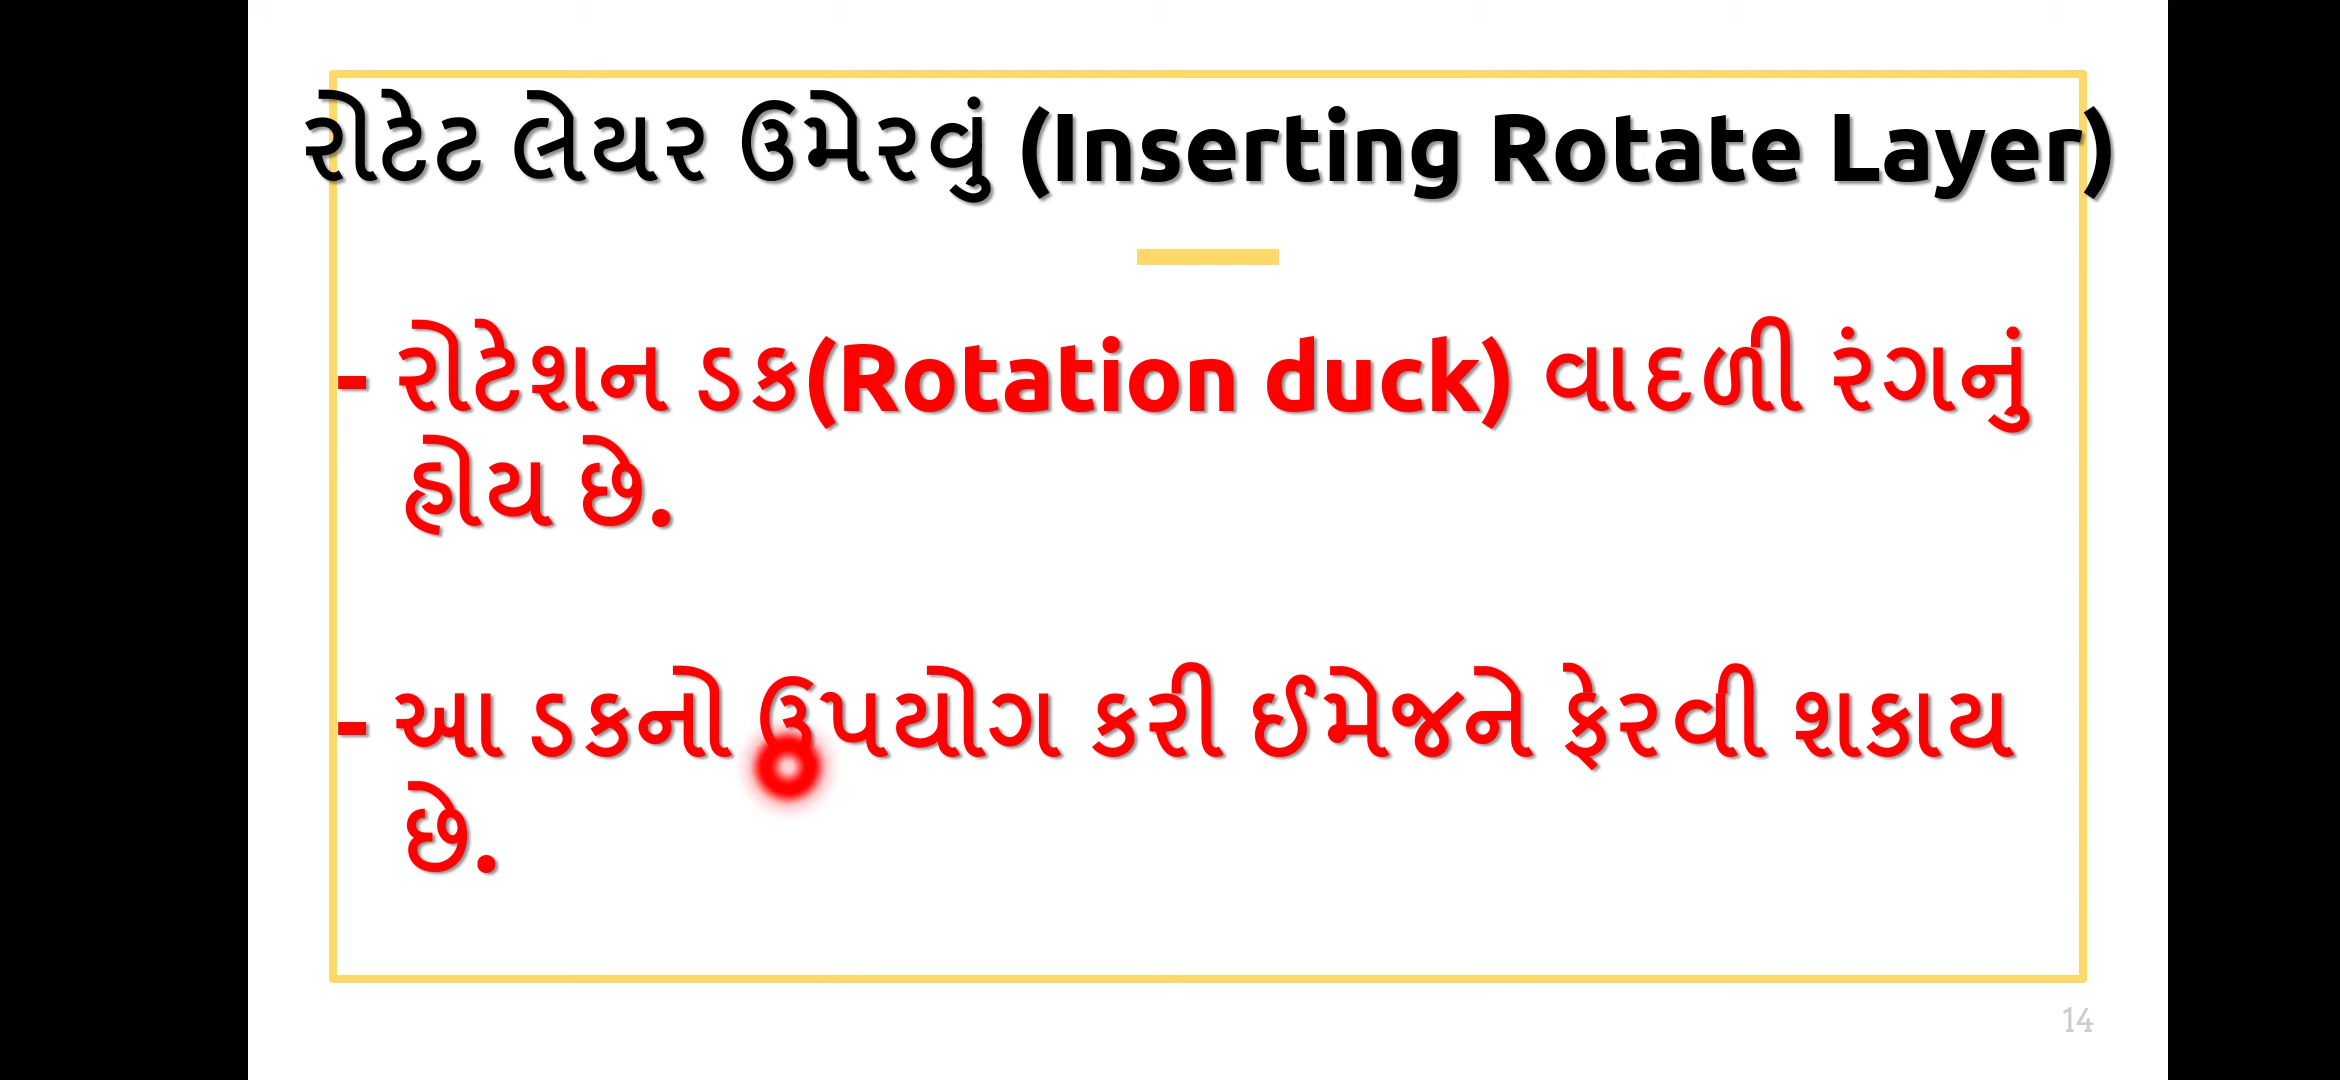 રોટેટ લેયર ઉમેરવું (Inserting Rotate Layer)
- રોટેશન ડક(Rotation duck) વાદળી રંગનું
હોય છે.
- આ ડકનો ઉપયોગ કરી ઈમેજને ફેરવી શકાય
છે.
14